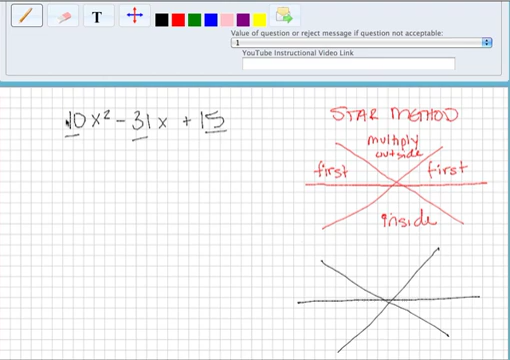 T
Value of question or reject message if question not acceptable:
1
YouTube Instructional Video Link
10x² - 31x + 15
STAR METHOD
multiply
outside
first first
inside